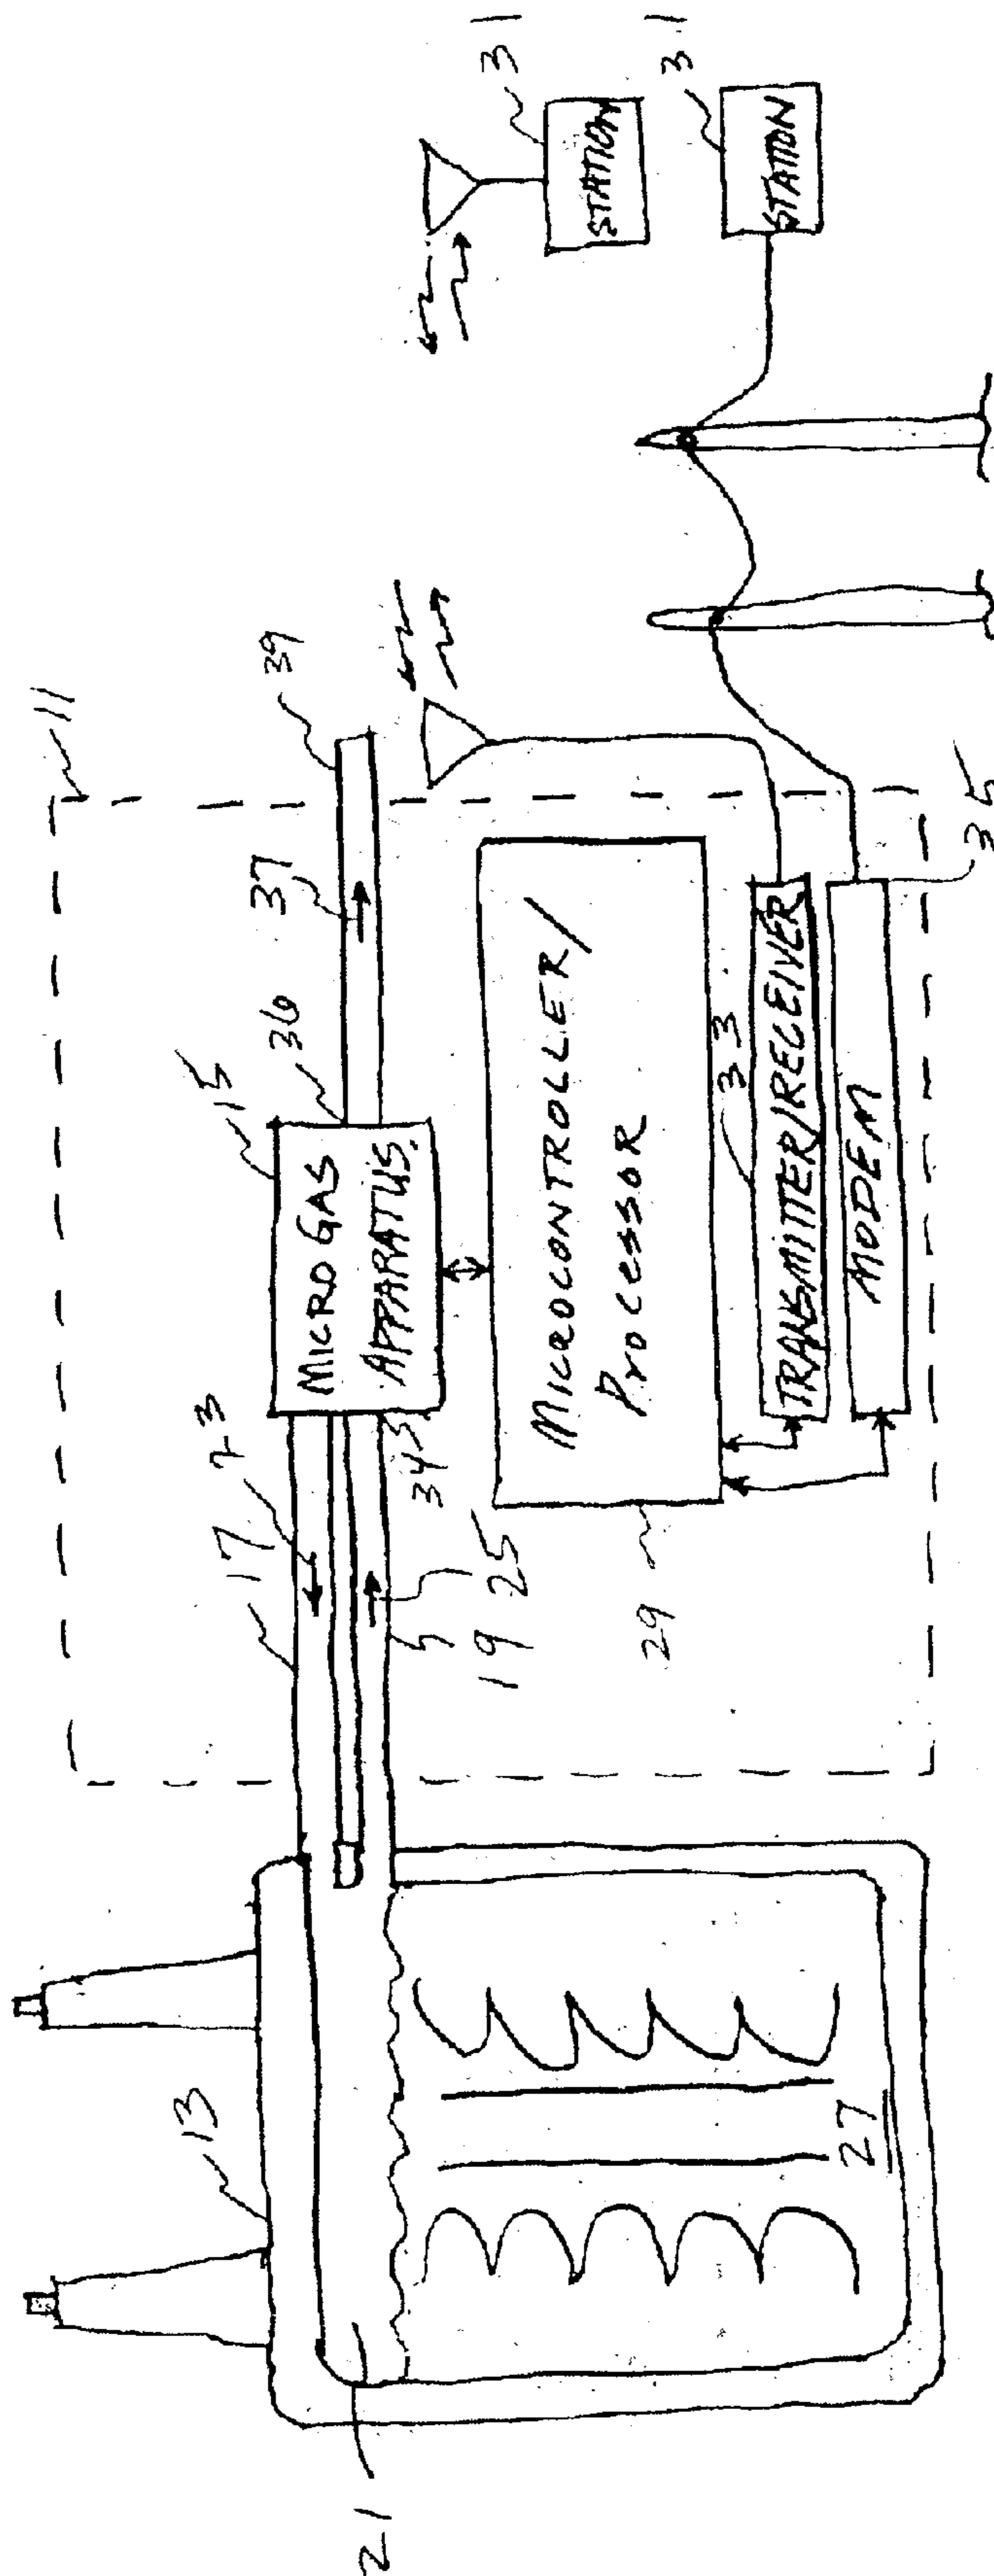 11
13
15
17
23
36
37
39
MICRO GAS
APPARATUS.
34
19
25
21
27
29
MICROCONTROLLER/
Processor
33
TRANSMITTER/RECEIVER
MODEM
35
31
STATION
31
STATION